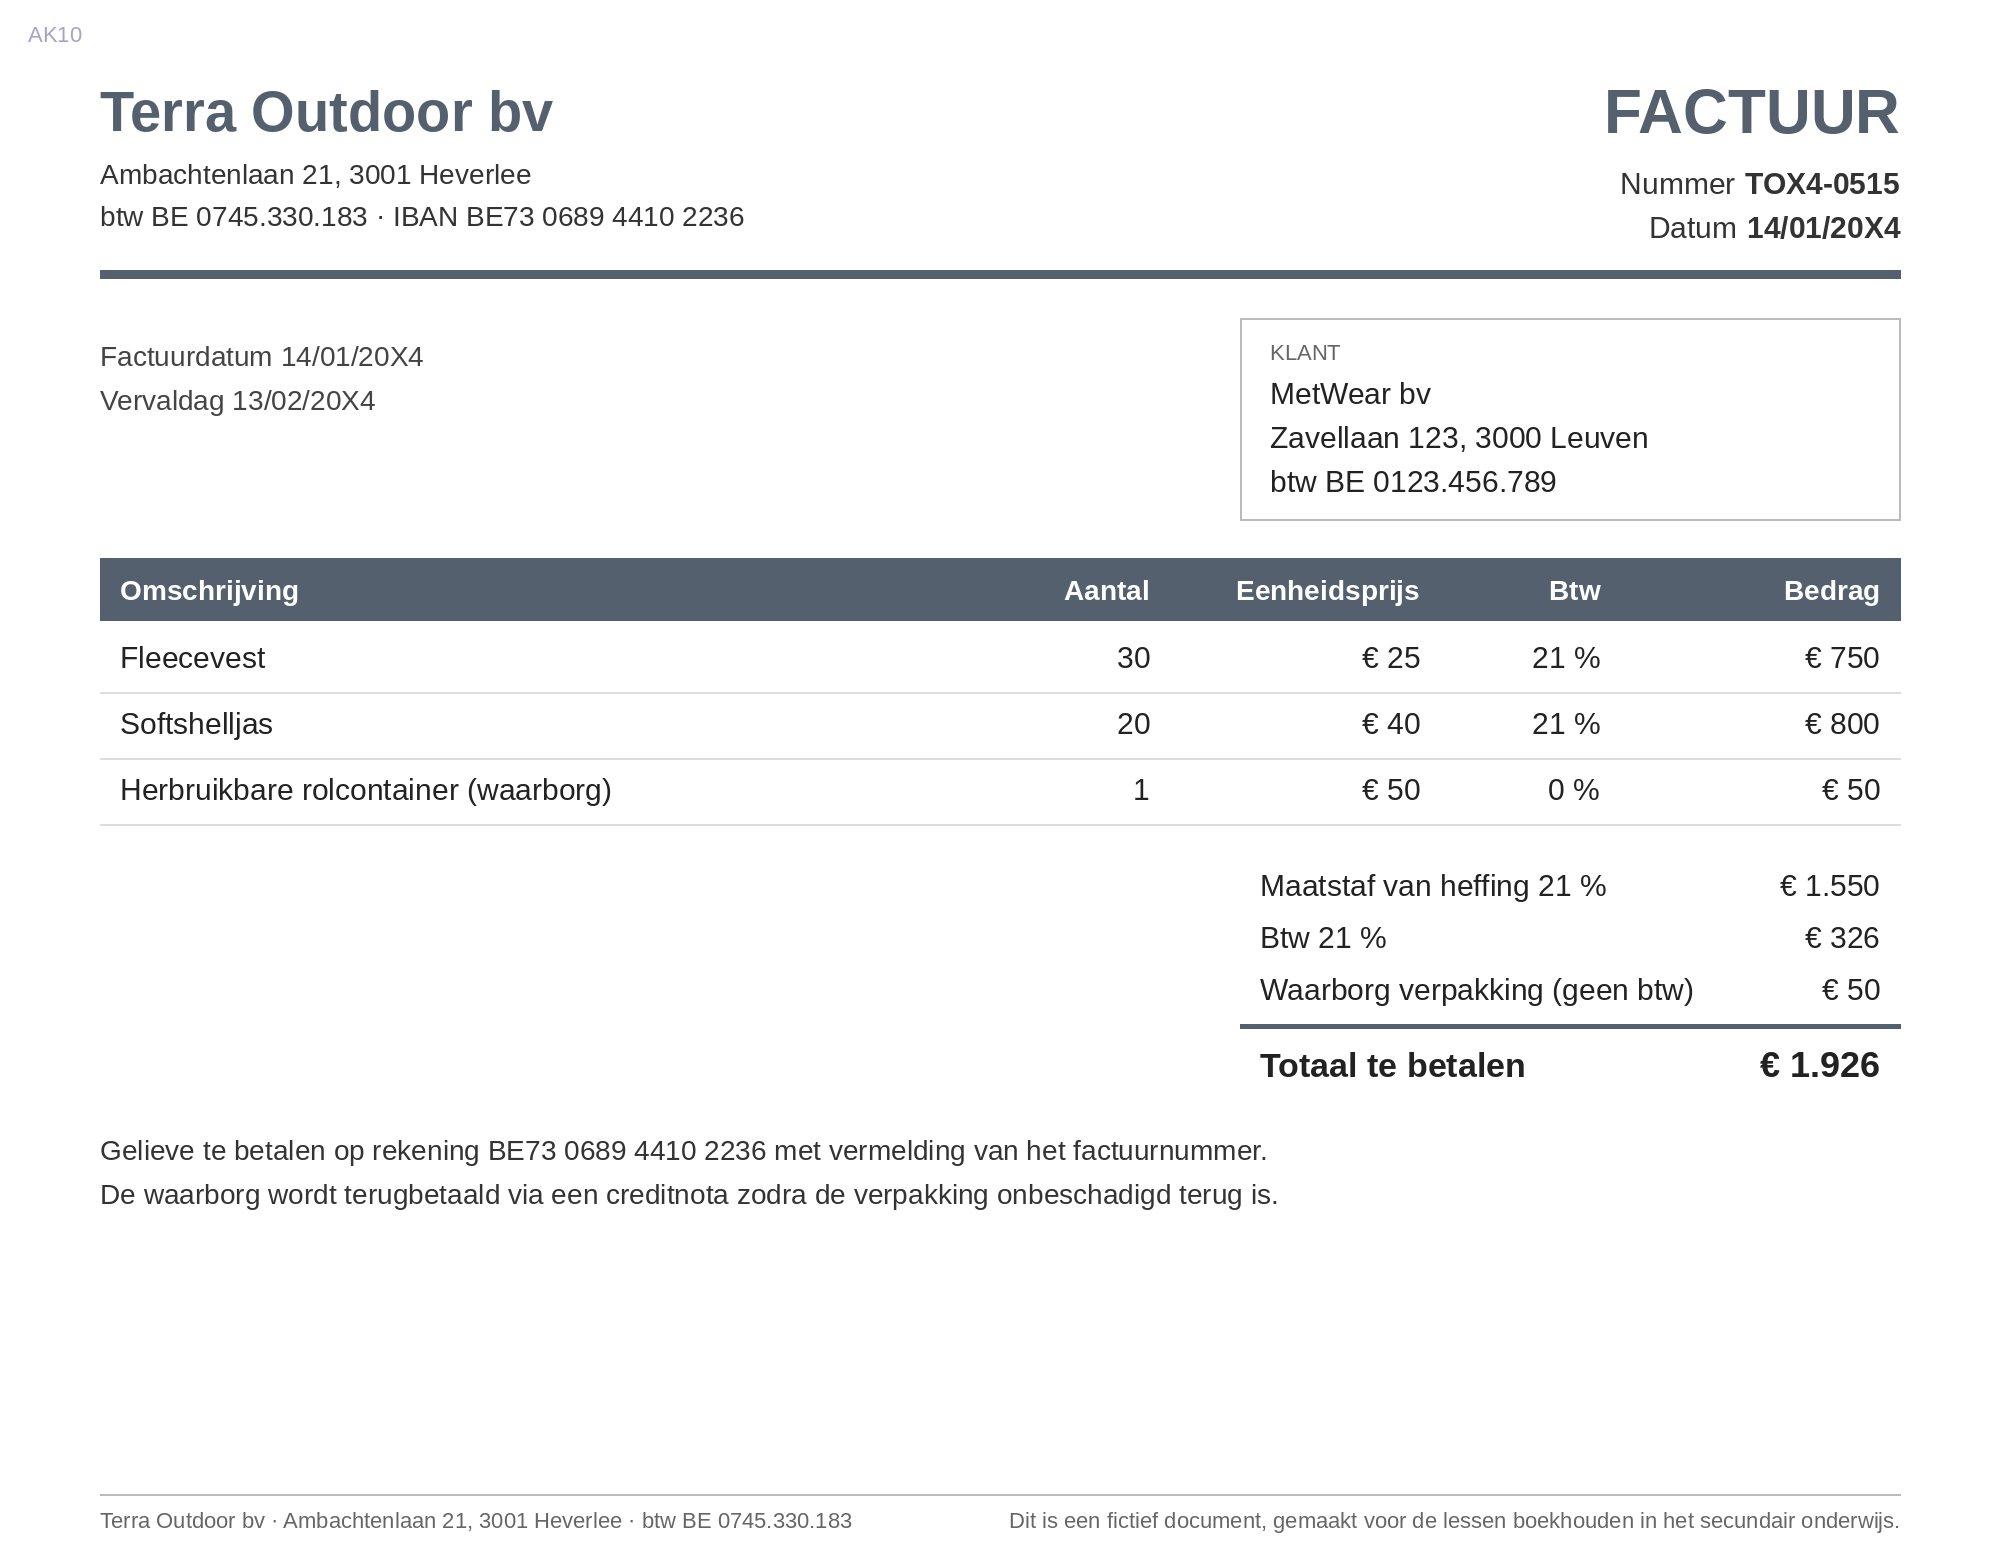 AK10
Terra Outdoor bv
FACTUUR
Ambachtenlaan 21, 3001 Heverlee
btw BE 0745.330.183 · IBAN BE73 0689 4410 2236
Nummer TOX4-0515
Datum 14/01/20X4
Factuurdatum 14/01/20X4
Vervaldag 13/02/20X4
KLANT
MetWear bv
Zavellaan 123, 3000 Leuven
btw BE 0123.456.789
Omschrijving Aantal Eenheidsprijs Btw Bedrag
Fleecevest 30 € 25 21 % € 750
Softshelljas 20 € 40 21 % € 800
Herbruikbare rolcontainer (waarborg) 1 € 50 0 % € 50
Maatstaf van heffing 21 % € 1.550
Btw 21 % € 326
Waarborg verpakking (geen btw) € 50
Totaal te betalen € 1.926
Gelieve te betalen op rekening BE73 0689 4410 2236 met vermelding van het factuurnummer.
De waarborg wordt terugbetaald via een creditnota zodra de verpakking onbeschadigd terug is.
Terra Outdoor bv · Ambachtenlaan 21, 3001 Heverlee · btw BE 0745.330.183 Dit is een fictief document, gemaakt voor de lessen boekhouden in het secundair onderwijs.